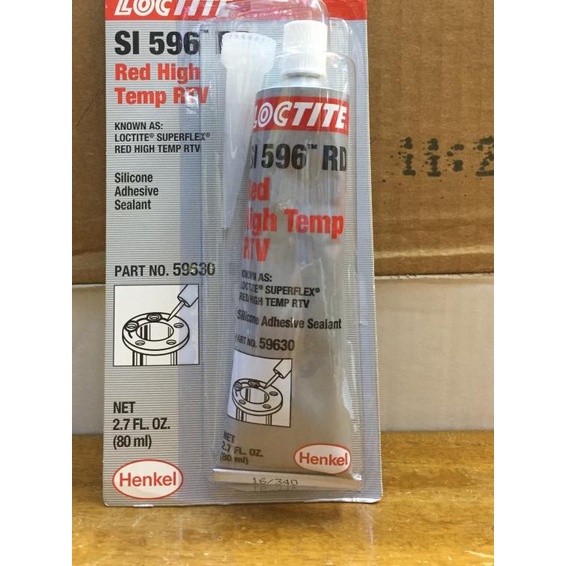 LOCTITE
SI 596™ RD
Red High
Temp RTV
KNOWN AS:
LOCTITE® SUPERFLEX®
RED HIGH TEMP RTV
Silicone
Adhesive
Sealant
PART NO. 59630
NET
2.7 FL. OZ.
(80 ml)
Henkel
LOCTITE
SI 596™ RD
Red
High Temp
RTV
KNOWN AS:
LOCTITE® SUPERFLEX®
RED HIGH TEMP RTV
Silicone Adhesive Sealant
PART NO. 59630
NET
2.7 FL. OZ.
(80 ml)
Henkel
16/340